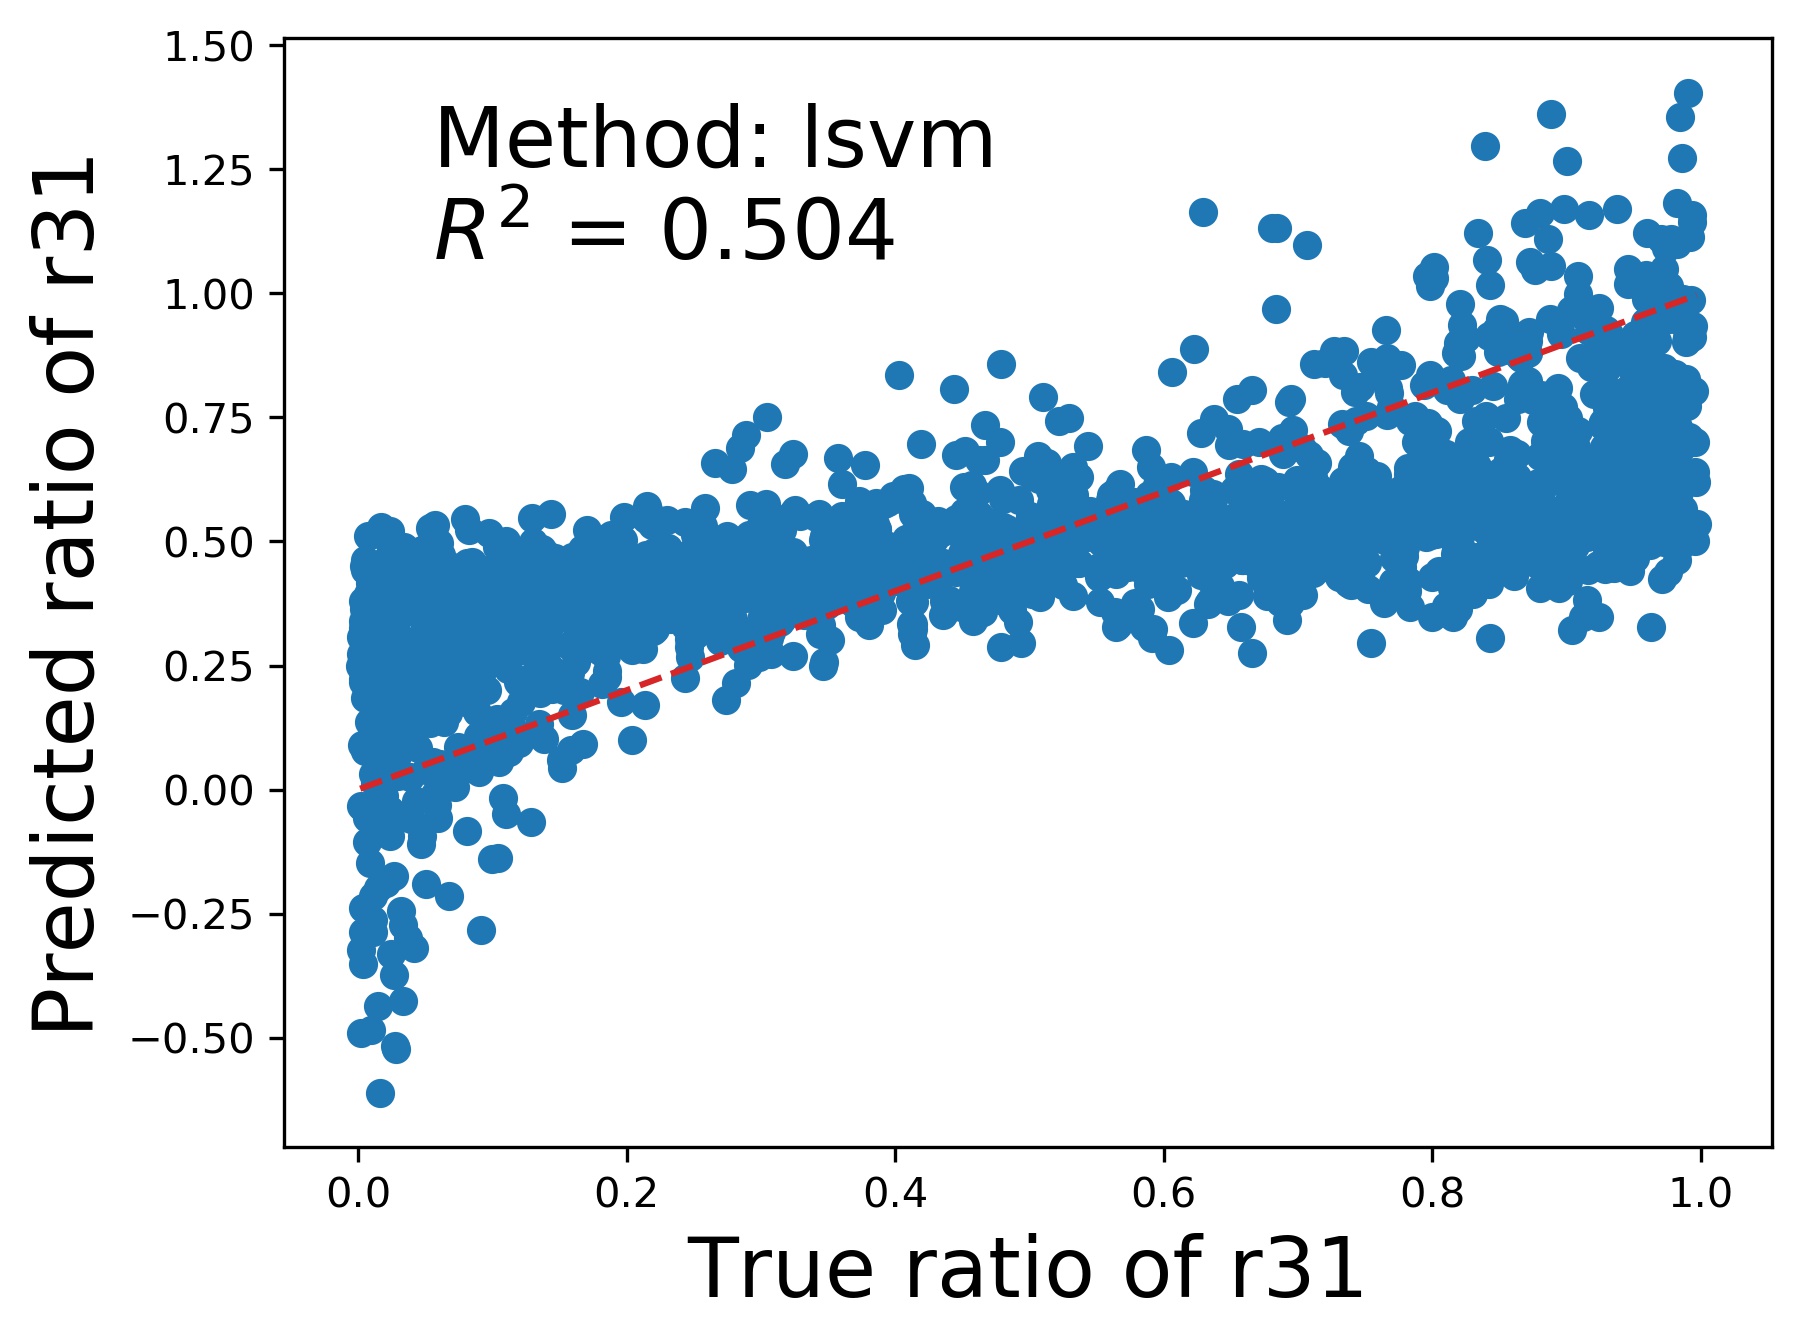 Method: lsvm
R² = 0.504
Predicted ratio of r31
1.50
1.25
1.00
0.75
0.50
0.25
0.00
−0.25
−0.50
0.0 0.2 0.4 0.6 0.8 1.0
True ratio of r31